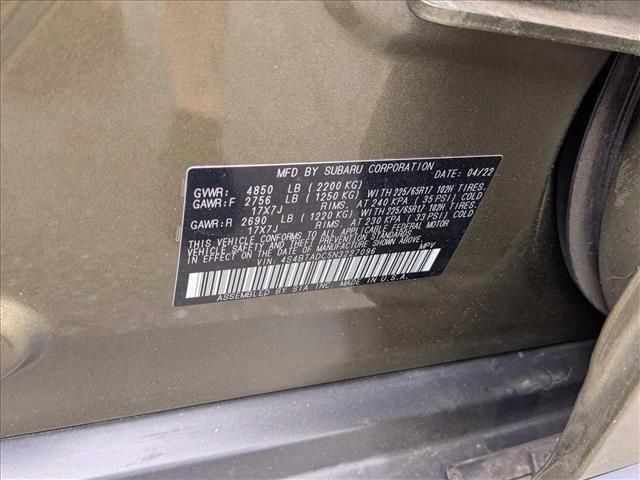 MFD BY SUBARU CORPORATION DATE: 04/22
GVWR: 4850 LB (2200 KG)
GAWR:F 2756 LB (1250 KG) WITH 225/65R17 102H TIRES,
17X7J RIMS, AT 240 KPA (35 PSI) COLD
GAWR:R 2690 LB (1220 KG) WITH 225/65R17 102H TIRES,
17X7J RIMS, AT 230 KPA (33 PSI) COLD
THIS VEHICLE CONFORMS TO ALL APPLICABLE FEDERAL MOTOR
VEHICLE SAFETY AND THEFT PREVENTION STANDARDS
IN EFFECT ON THE DATE OF MANUFACTURE SHOWN ABOVE.
VIN: 4S4BTADC5N3227096 MPV
ASSEMBLED BY SIA INC. MADE IN U.S.A.